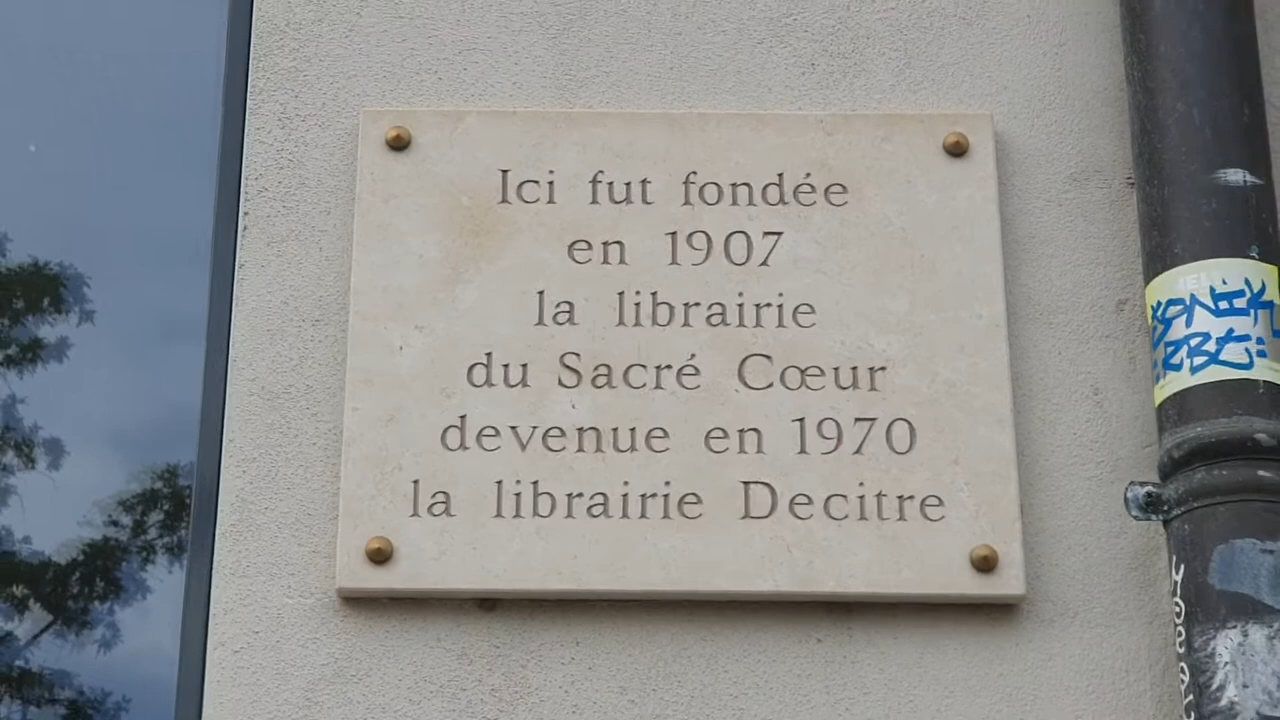 Ici fut fondée
en 1907
la librairie
du Sacré Cœur
devenue en 1970
la librairie Decitre